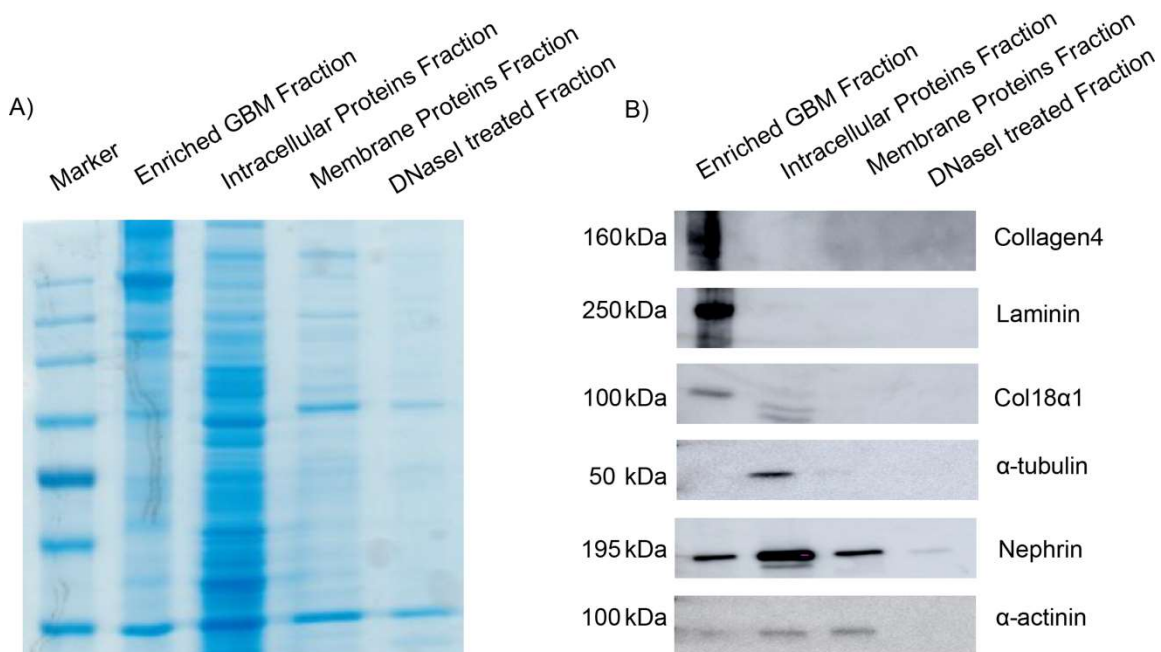 A)
Marker
Enriched GBM Fraction
Intracellular Proteins Fraction
Membrane Proteins Fraction
DNaseI treated Fraction
B)
Enriched GBM Fraction
Intracellular Proteins Fraction
Membrane Proteins Fraction
DNaseI treated Fraction
160 kDa Collagen4
250 kDa Laminin
100 kDa Col18α1
50 kDa α-tubulin
195 kDa Nephrin
100 kDa α-actinin